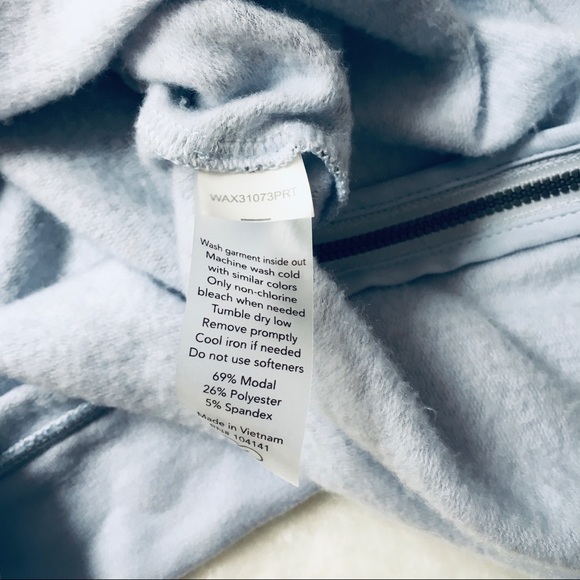 WAX31073PRT
Wash garment inside out
Machine wash cold
with similar colors
Only non-chlorine
bleach when needed
Tumble dry low
Remove promptly
Cool iron if needed
Do not use softeners
69% Modal
26% Polyester
5% Spandex
Made in Vietnam
104141